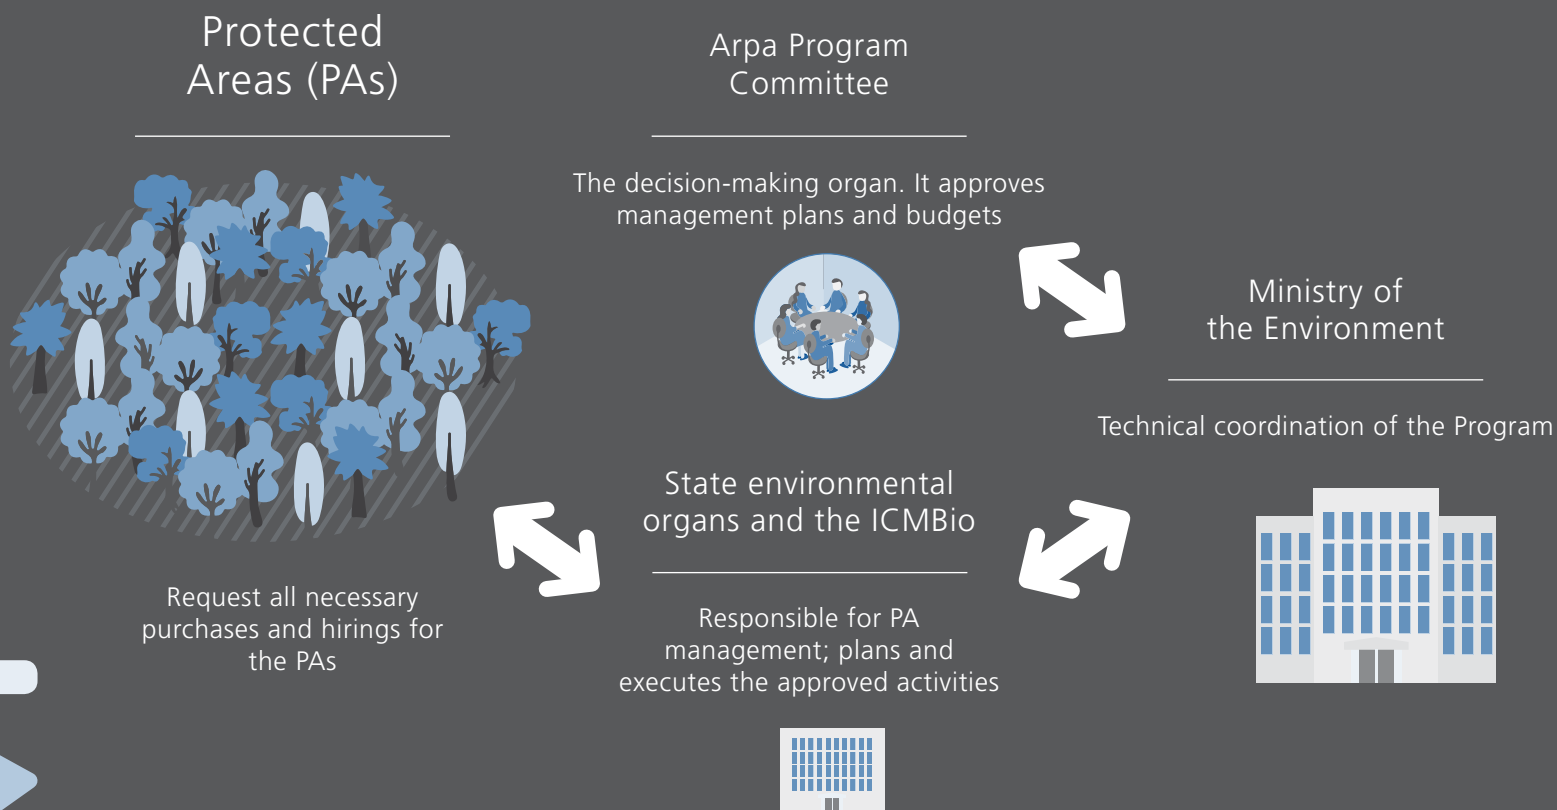 Protected
Areas (PAs)
Request all necessary
purchases and hirings for
the PAs
Arpa Program
Committee
The decision-making organ. It approves
management plans and budgets
State environmental
organs and the ICMBio
Responsible for PA
management; plans and
executes the approved activities
Ministry of
the Environment
Technical coordination of the Program